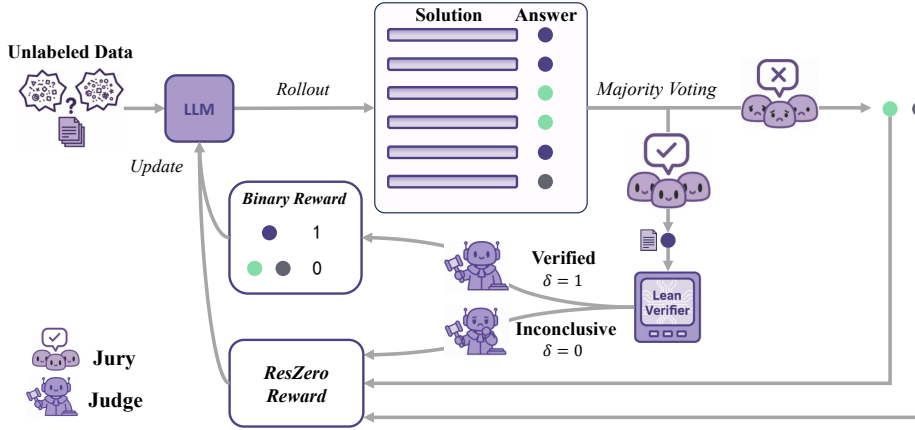 Solution Answer
Unlabeled Data
?
LLM
Rollout
Majority Voting
Update
Binary Reward
1
0
Verified
δ = 1
Lean
Verifier
Inconclusive
δ = 0
Jury
ResZero
Reward
Judge